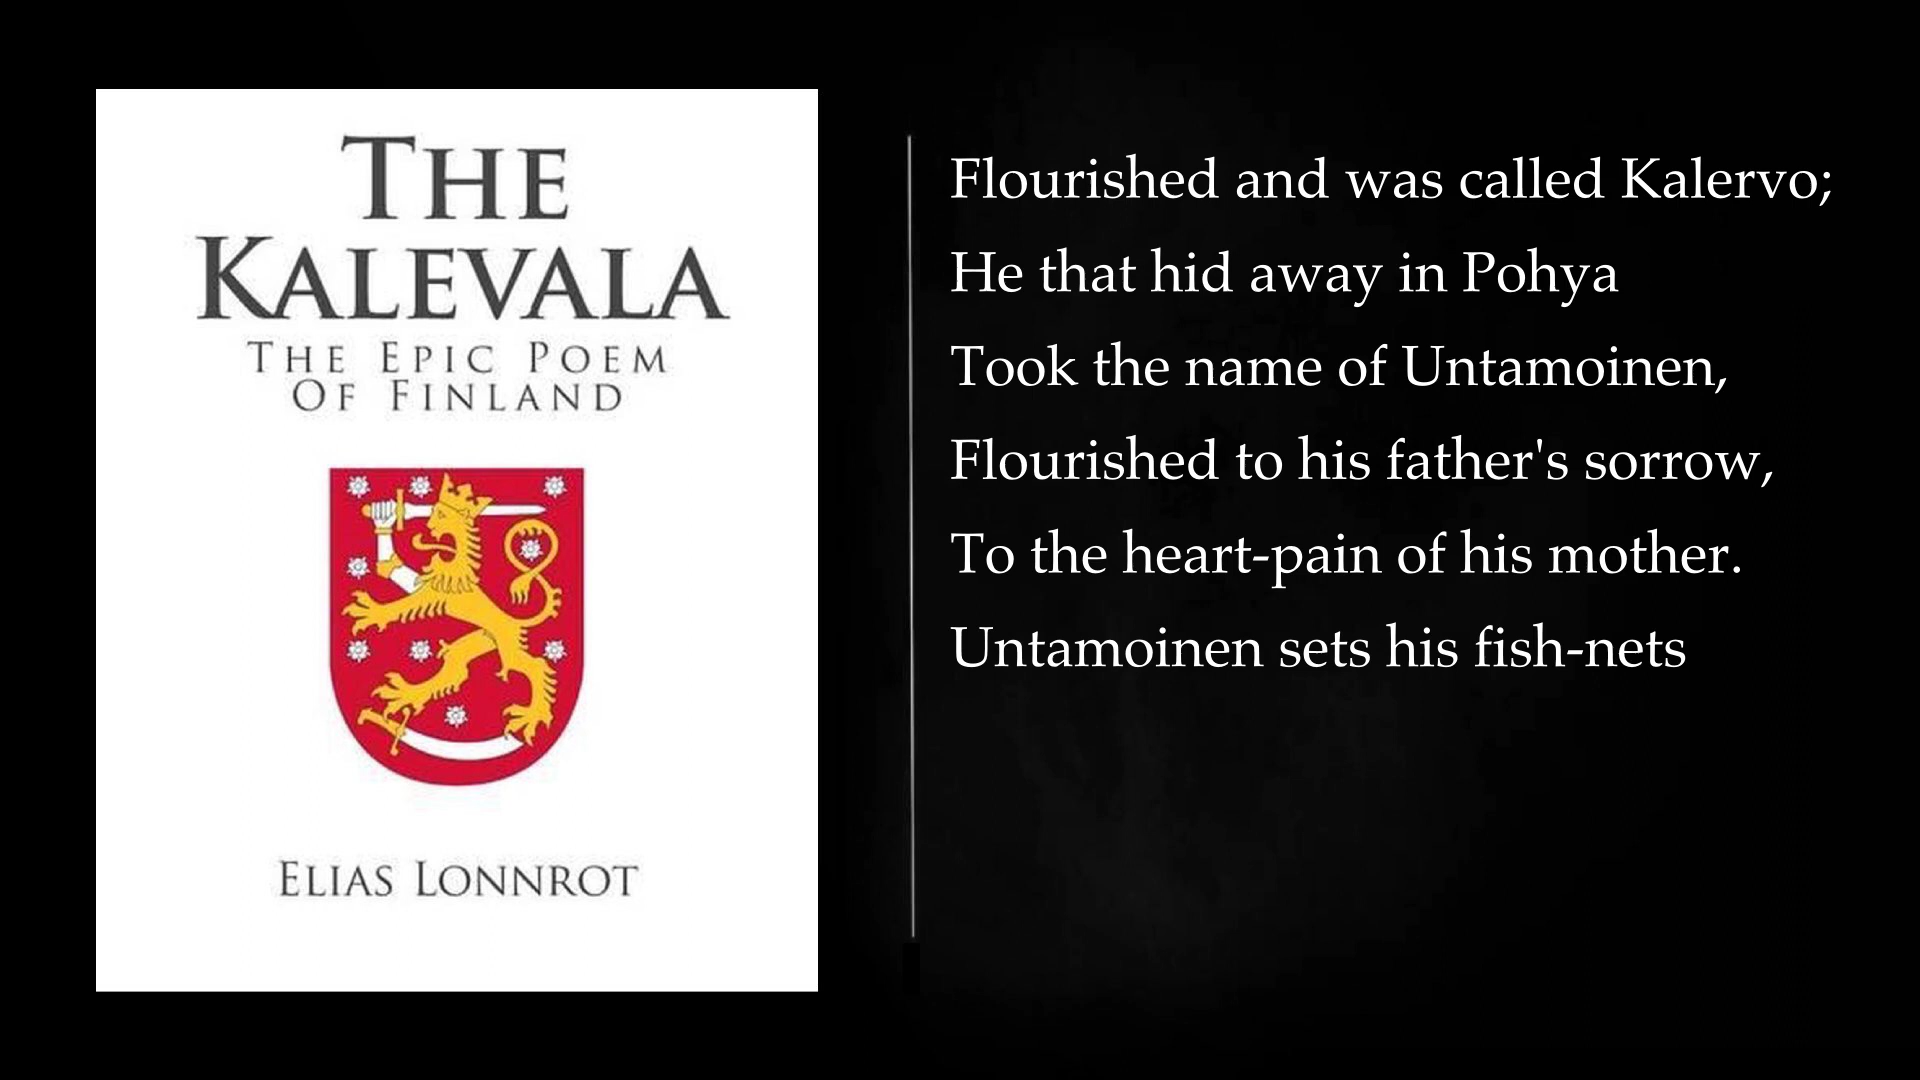 THE
KALEVALA
THE EPIC POEM
OF FINLAND
ELIAS LONNROT
Flourished and was called Kalervo;
He that hid away in Pohya
Took the name of Untamoinen,
Flourished to his father's sorrow,
To the heart-pain of his mother.
Untamoinen sets his fish-nets